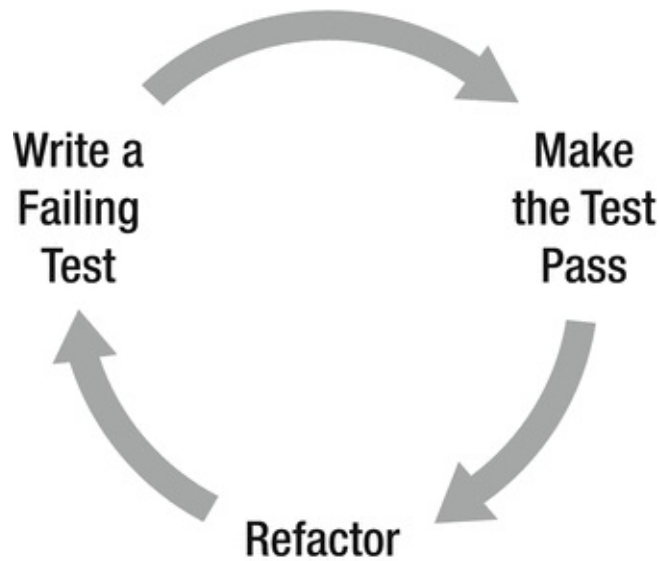 Write a
Failing
Test
Make
the Test
Pass
Refactor